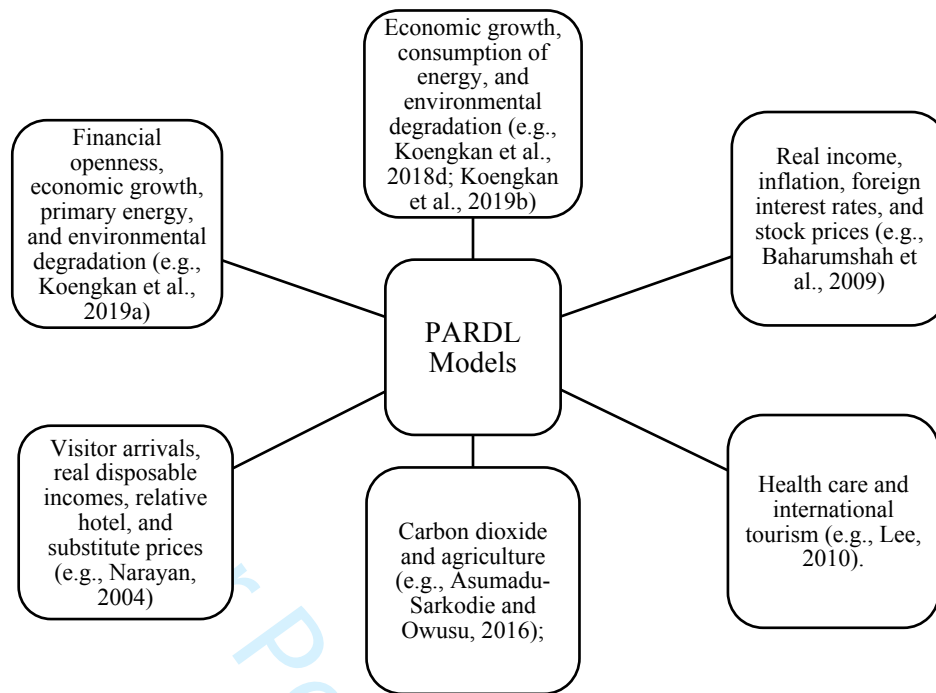 Economic growth,
consumption of
energy, and
environmental
degradation (e.g.,
Koengkan et al.,
2018d; Koengkan
et al., 2019b)
Financial
openness,
economic growth,
primary energy,
and environmental
degradation (e.g.,
Koengkan et al.,
2019a)
Real income,
inflation, foreign
interest rates, and
stock prices (e.g.,
Baharumshah et
al., 2009)
PARDL
Models
Visitor arrivals,
real disposable
incomes, relative
hotel, and
substitute prices
(e.g., Narayan,
2004)
Carbon dioxide
and agriculture
(e.g., Asumadu-
Sarkodie and
Owusu, 2016);
Health care and
international
tourism (e.g., Lee,
2010).
r Pe